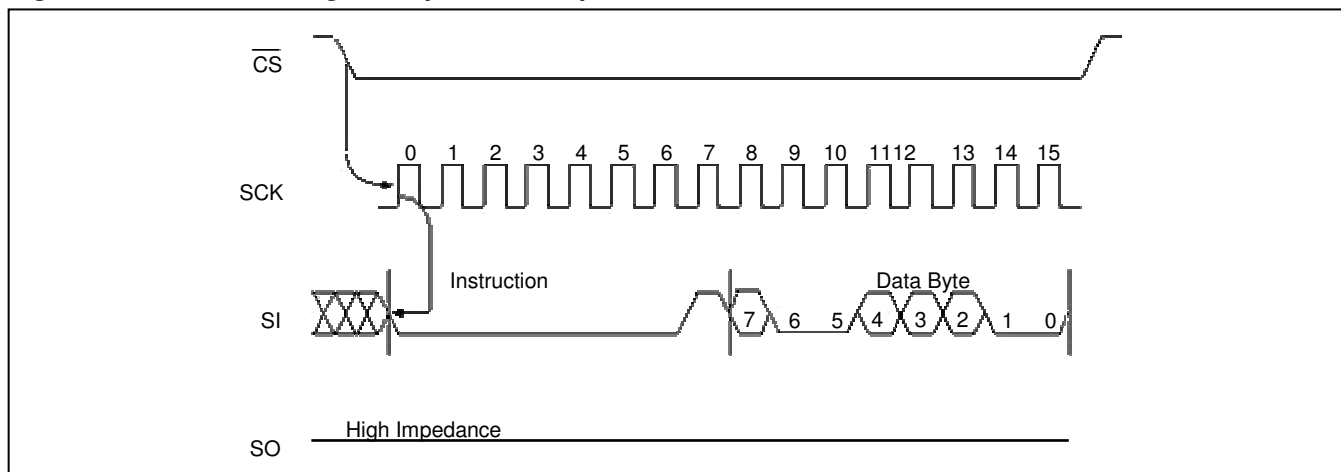 CS
0 1 2 3 4 5 6 7 8 9 10 1112 13 14 15
SCK
Instruction Data Byte
SI 7 6 5 4 3 2 1 0
High Impedance
SO